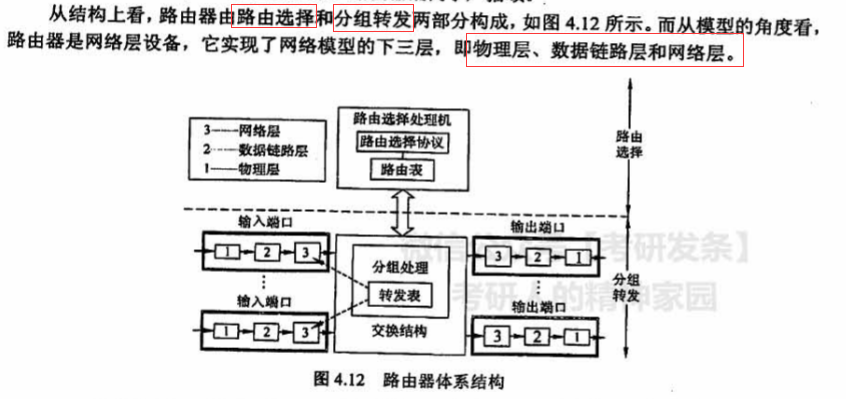 从结构上看，路由器由路由选择和分组转发两部分构成，如图 4.12 所示。而从模型的角度看，
路由器是网络层设备，它实现了网络模型的下三层，即物理层、数据链路层和网络层。
3——网络层
2……数据链路层
1——物理层
路由选择处理机
路由选择协议
路由表
路由
选择
输入端口
1
2
3
输入端口
1
2
3
分组处理
转发表
交换结构
输出端口
3
2
1
输出端口
3
2
1
分组
转发
【考研发条】
考研人的精神家园
图 4.12 路由器体系结构